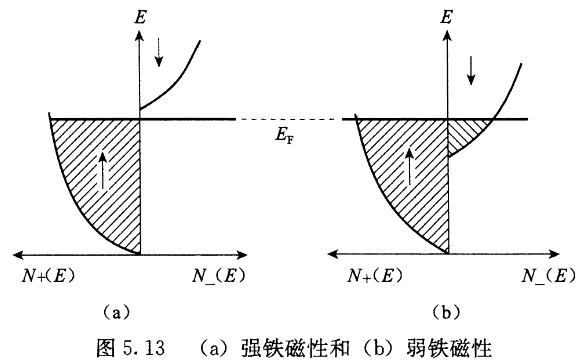 E
E
E_F
N+(E) N_(E) N+(E) N_(E)
(a) (b)
图 5.13 (a) 强铁磁性和 (b) 弱铁磁性